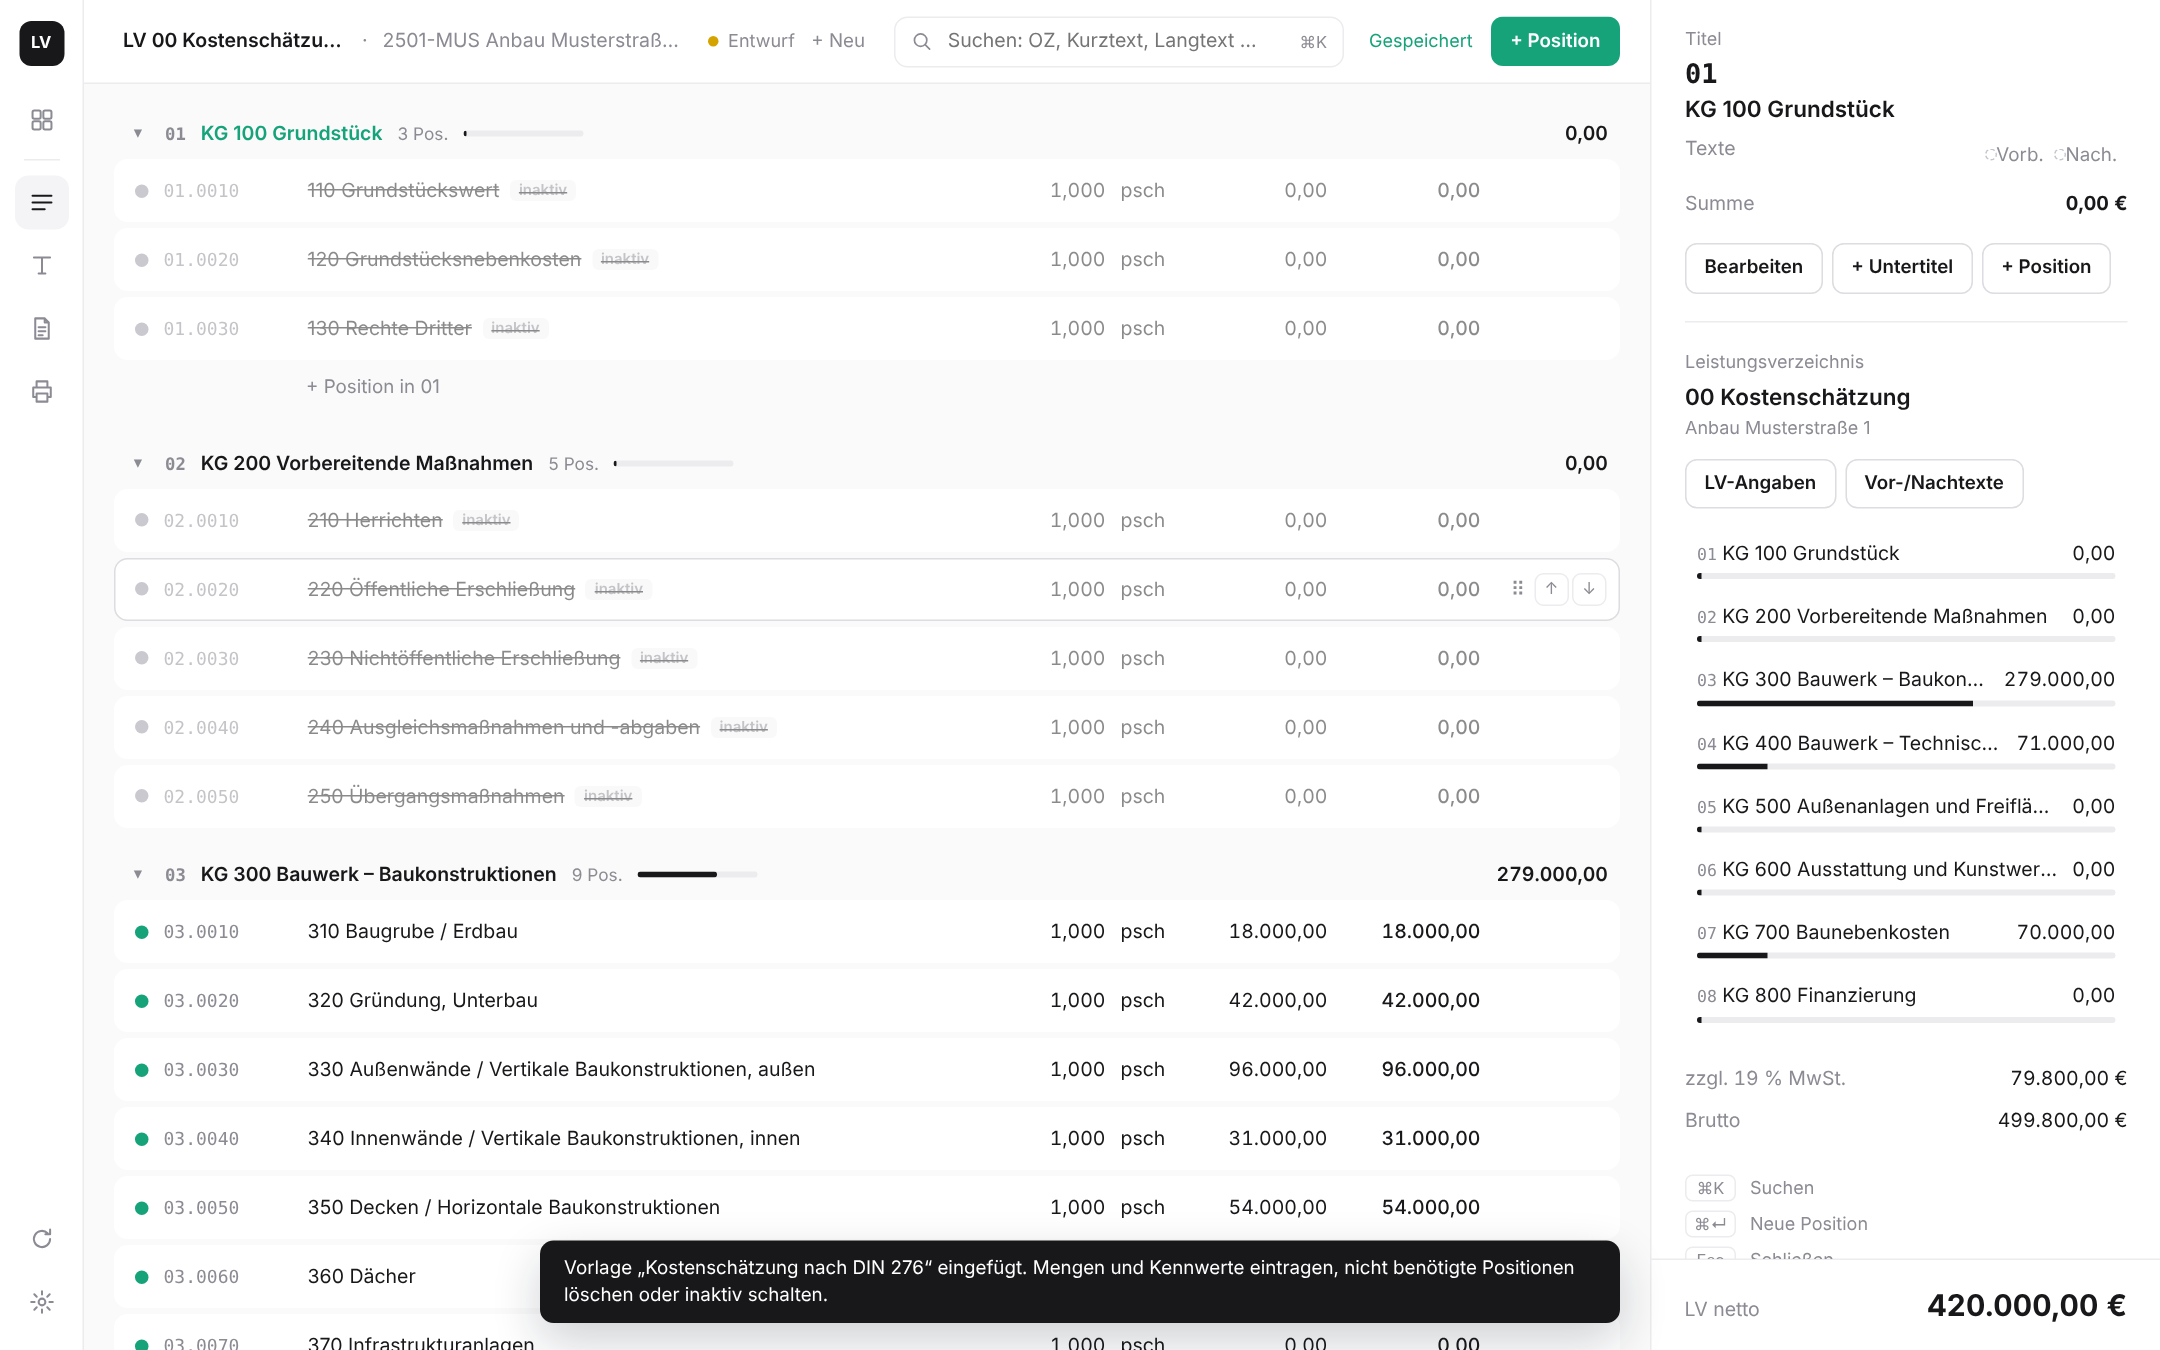 LV
LV 00 Kostenschätzu... · 2501-MUS Anbau Musterstraß... Entwurf + Neu
Suchen: OZ, Kurztext, Langtext ... ⌘K
Gespeichert
+ Position
▼ 01 KG 100 Grundstück 3 Pos. 0,00
01.0010 110 Grundstückswert inaktiv 1,000 psch 0,00 0,00
01.0020 120 Grundstücksnebenkosten inaktiv 1,000 psch 0,00 0,00
01.0030 130 Rechte Dritter inaktiv 1,000 psch 0,00 0,00
+ Position in 01
▼ 02 KG 200 Vorbereitende Maßnahmen 5 Pos. 0,00
02.0010 210 Herrichten inaktiv 1,000 psch 0,00 0,00
02.0020 220 Öffentliche Erschließung inaktiv 1,000 psch 0,00 0,00 ↑ ↓
02.0030 230 Nichtöffentliche Erschließung inaktiv 1,000 psch 0,00 0,00
02.0040 240 Ausgleichsmaßnahmen und -abgaben inaktiv 1,000 psch 0,00 0,00
02.0050 250 Übergangsmaßnahmen inaktiv 1,000 psch 0,00 0,00
▼ 03 KG 300 Bauwerk – Baukonstruktionen 9 Pos. 279.000,00
03.0010 310 Baugrube / Erdbau 1,000 psch 18.000,00 18.000,00
03.0020 320 Gründung, Unterbau 1,000 psch 42.000,00 42.000,00
03.0030 330 Außenwände / Vertikale Baukonstruktionen, außen 1,000 psch 96.000,00 96.000,00
03.0040 340 Innenwände / Vertikale Baukonstruktionen, innen 1,000 psch 31.000,00 31.000,00
03.0050 350 Decken / Horizontale Baukonstruktionen 1,000 psch 54.000,00 54.000,00
03.0060 360 Dächer
03.0070 370 Infrastrukturanlagen 1,000 psch 0,00 0,00
Vorlage „Kostenschätzung nach DIN 276“ eingefügt. Mengen und Kennwerte eintragen, nicht benötigte Positionen
löschen oder inaktiv schalten.
Titel
01
KG 100 Grundstück
Texte Vorb. Nach.
Summe 0,00 €
Bearbeiten + Untertitel + Position
Leistungsverzeichnis
00 Kostenschätzung
Anbau Musterstraße 1
LV-Angaben Vor-/Nachtexte
01 KG 100 Grundstück 0,00
02 KG 200 Vorbereitende Maßnahmen 0,00
03 KG 300 Bauwerk – Baukon... 279.000,00
04 KG 400 Bauwerk – Technisc... 71.000,00
05 KG 500 Außenanlagen und Freiflä... 0,00
06 KG 600 Ausstattung und Kunstwer... 0,00
07 KG 700 Baunebenkosten 70.000,00
08 KG 800 Finanzierung 0,00
zzgl. 19 % MwSt. 79.800,00 €
Brutto 499.800,00 €
⌘K Suchen
⌘↵ Neue Position
Esc Schließen
LV netto 420.000,00 €